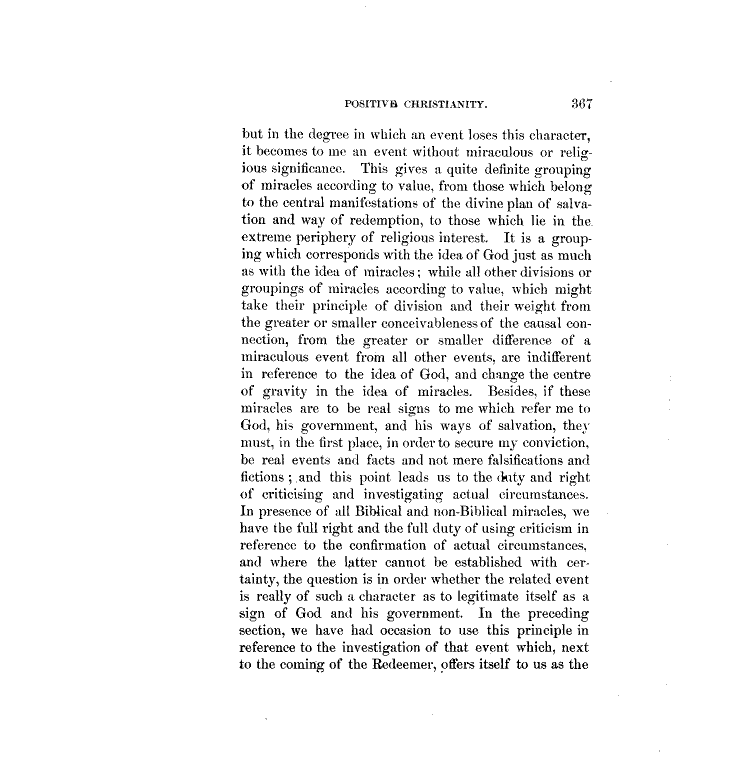 POSITIVE CHRISTIANITY. 367
but in the degree in which an event loses this character,
it becomes to me an event without miraculous or relig-
ious significance. This gives a quite definite grouping
of miracles according to value, from those which belong
to the central manifestations of the divine plan of salva-
tion and way of redemption, to those which lie in the
extreme periphery of religious interest. It is a group-
ing which corresponds with the idea of God just as much
as with the idea of miracles; while all other divisions or
groupings of miracles according to value, which might
take their principle of division and their weight from
the greater or smaller conceivableness of the causal con-
nection, from the greater or smaller difference of a
miraculous event from all other events, are indifferent
in reference to the idea of God, and change the centre
of gravity in the idea of miracles. Besides, if these
miracles are to be real signs to me which refer me to
God, his government, and his ways of salvation, they
must, in the first place, in order to secure my conviction,
be real events and facts and not mere falsifications and
fictions; and this point leads us to the duty and right
of criticising and investigating actual circumstances.
In presence of all Biblical and non-Biblical miracles, we
have the full right and the full duty of using criticism in
reference to the confirmation of actual circumstances,
and where the latter cannot be established with cer-
tainty, the question is in order whether the related event
is really of such a character as to legitimate itself as a
sign of God and his government. In the preceding
section, we have had occasion to use this principle in
reference to the investigation of that event which, next
to the coming of the Redeemer, offers itself to us as the